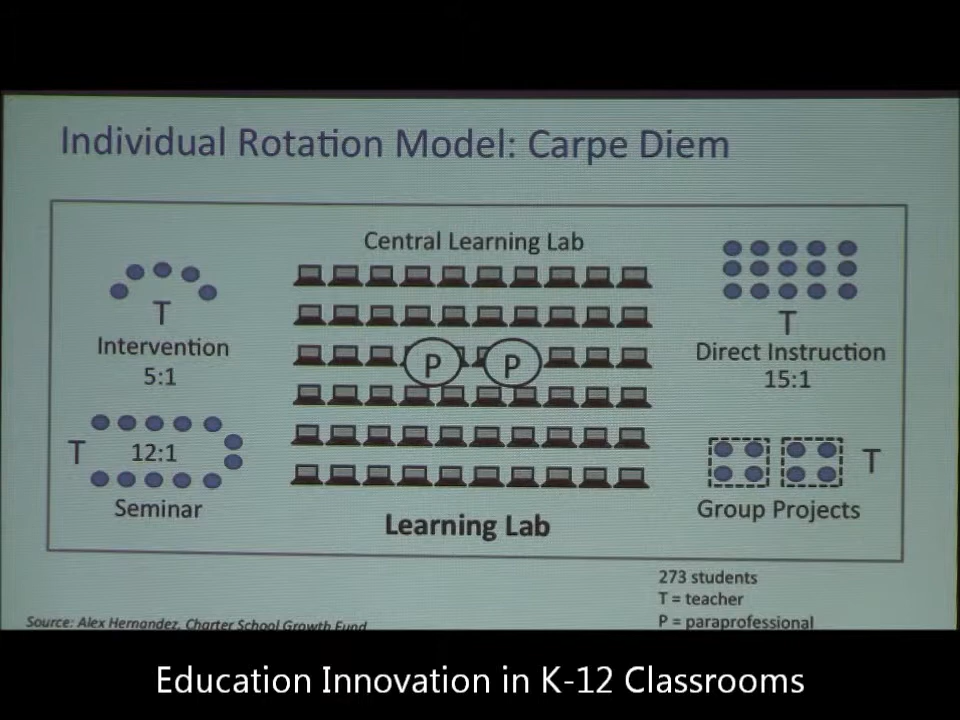 Individual Rotation Model: Carpe Diem
Central Learning Lab
T
Intervention
5:1
T
12:1
Seminar
P
P
Learning Lab
T
Direct Instruction
15:1
T
Group Projects
273 students
T = teacher
P = paraprofessional
Source: Alex Hernandez, Charter School Growth Fund
Education Innovation in K-12 Classrooms